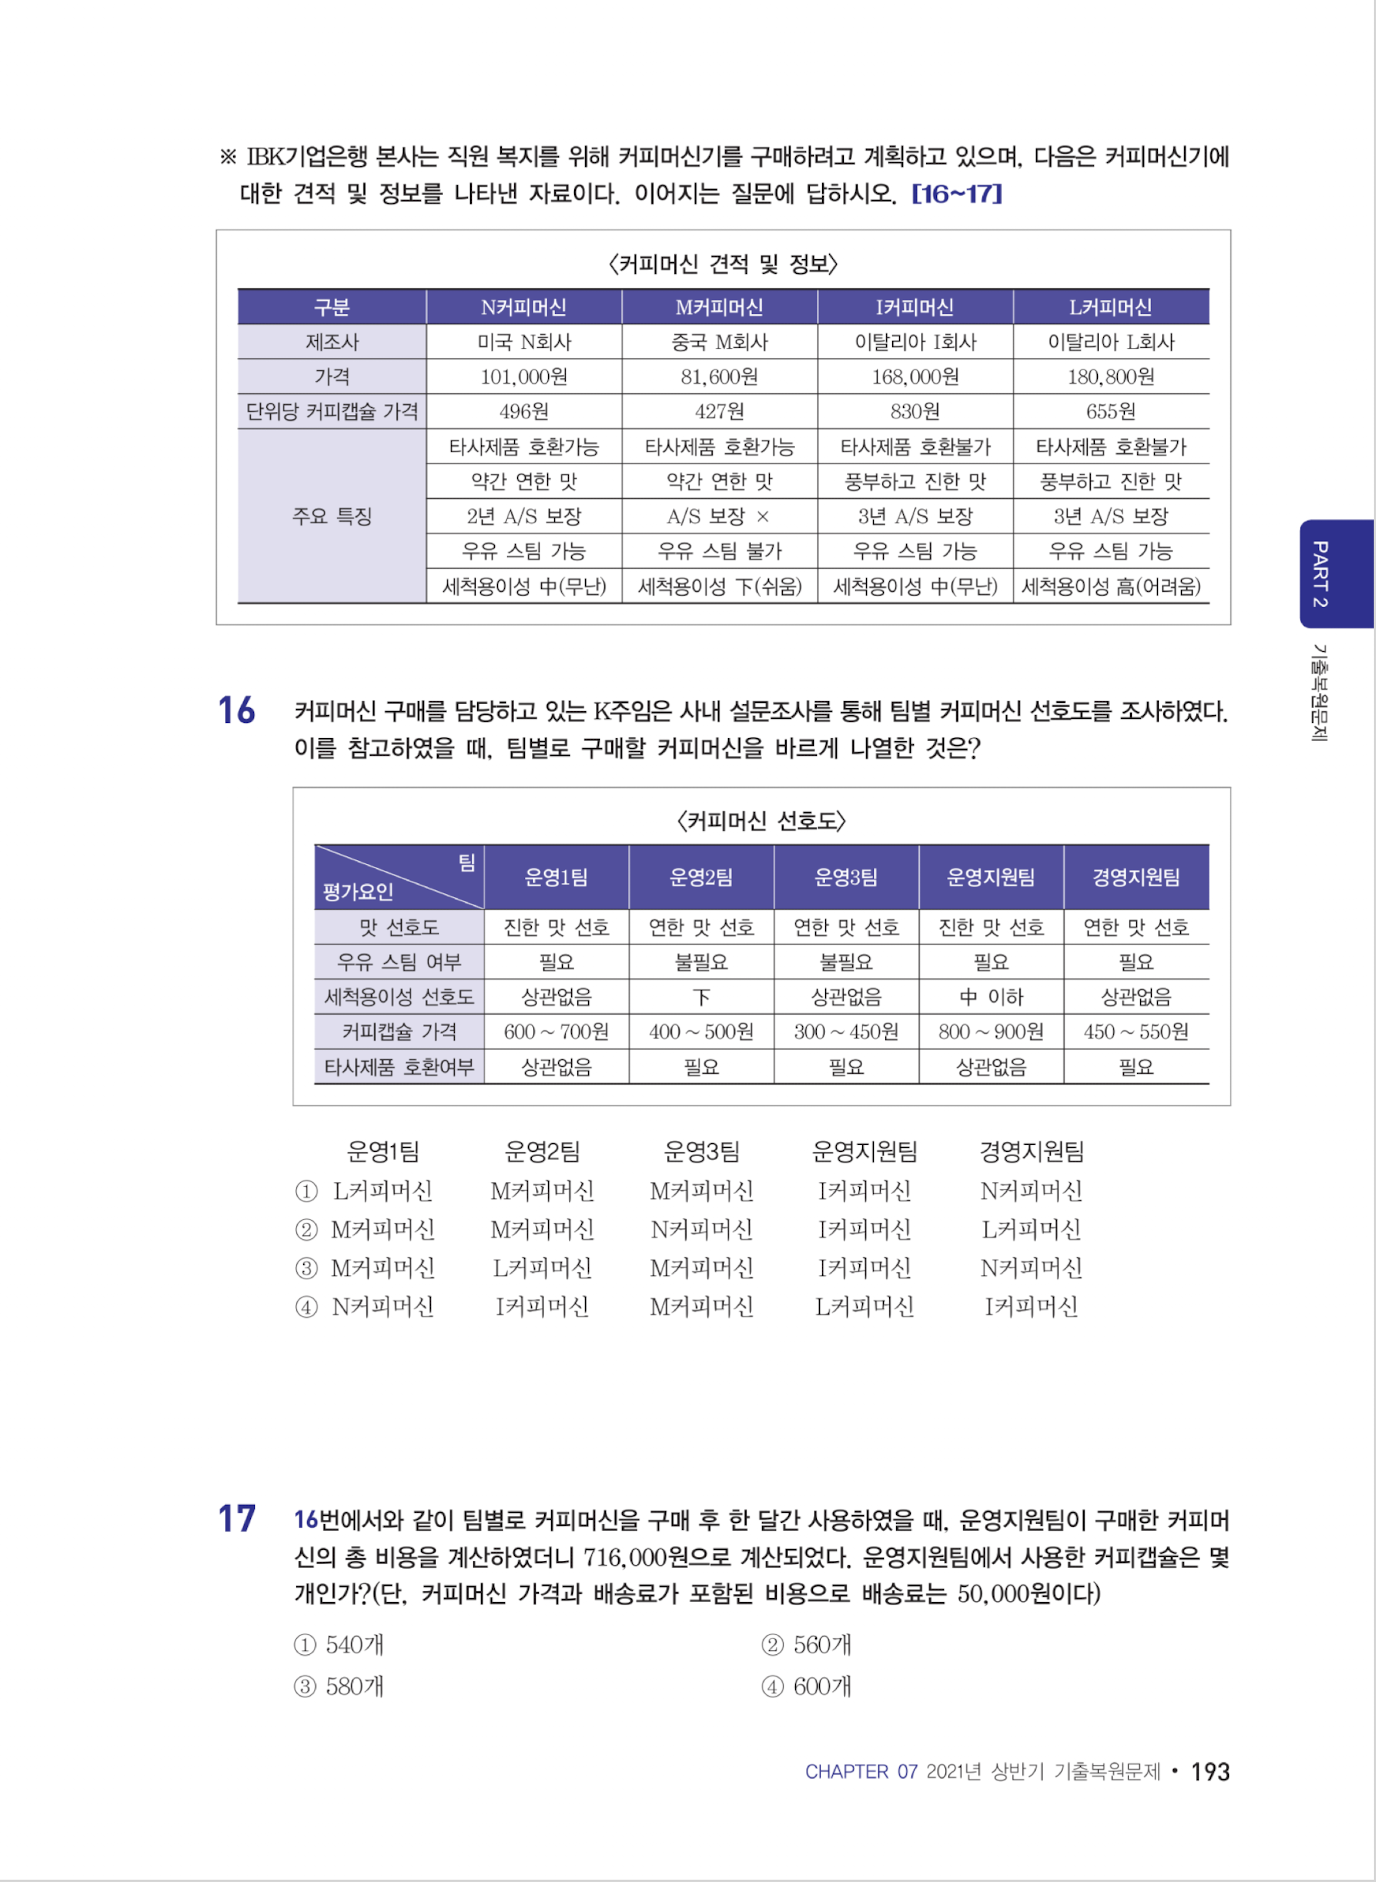 ※ IBK기업은행 본사는 직원 복지를 위해 커피머신기를 구매하려고 계획하고 있으며, 다음은 커피머신기에
대한 견적 및 정보를 나타낸 자료이다. 이어지는 질문에 답하시오. [16~17]
〈커피머신 견적 및 정보〉
구분 N커피머신 M커피머신 I커피머신 L커피머신
제조사 미국 N회사 중국 M회사 이탈리아 I회사 이탈리아 L회사
가격 101,000원 81,600원 168,000원 180,800원
단위당 커피캡슐 가격 496원 427원 830원 655원
타사제품 호환가능 타사제품 호환가능 타사제품 호환불가 타사제품 호환불가
약간 연한 맛 약간 연한 맛 풍부하고 진한 맛 풍부하고 진한 맛
주요 특징 2년 A/S 보장 A/S 보장 × 3년 A/S 보장 3년 A/S 보장
우유 스팀 가능 우유 스팀 불가 우유 스팀 가능 우유 스팀 가능
세척용이성 中(무난) 세척용이성 下(쉬움) 세척용이성 中(무난) 세척용이성 高(어려움)
PART 2
기출복원문제
16 커피머신 구매를 담당하고 있는 K주임은 사내 설문조사를 통해 팀별 커피머신 선호도를 조사하였다.
이를 참고하였을 때, 팀별로 구매할 커피머신을 바르게 나열한 것은?
〈커피머신 선호도〉
팀
평가요인 운영1팀 운영2팀 운영3팀 운영지원팀 경영지원팀
맛 선호도 진한 맛 선호 연한 맛 선호 연한 맛 선호 진한 맛 선호 연한 맛 선호
우유 스팀 여부 필요 불필요 불필요 필요 필요
세척용이성 선호도 상관없음 下 상관없음 中 이하 상관없음
커피캡슐 가격 600 ~ 700원 400 ~ 500원 300 ~ 450원 800 ~ 900원 450 ~ 550원
타사제품 호환여부 상관없음 필요 필요 상관없음 필요
운영1팀 운영2팀 운영3팀 운영지원팀 경영지원팀
① L커피머신 M커피머신 M커피머신 I커피머신 N커피머신
② M커피머신 M커피머신 N커피머신 I커피머신 L커피머신
③ M커피머신 L커피머신 M커피머신 I커피머신 N커피머신
④ N커피머신 I커피머신 M커피머신 L커피머신 I커피머신
17 16번에서와 같이 팀별로 커피머신을 구매 후 한 달간 사용하였을 때, 운영지원팀이 구매한 커피머
신의 총 비용을 계산하였더니 716,000원으로 계산되었다. 운영지원팀에서 사용한 커피캡슐은 몇
개인가?(단, 커피머신 가격과 배송료가 포함된 비용으로 배송료는 50,000원이다)
① 540개 ② 560개
③ 580개 ④ 600개
CHAPTER 07 2021년 상반기 기출복원문제 • 193